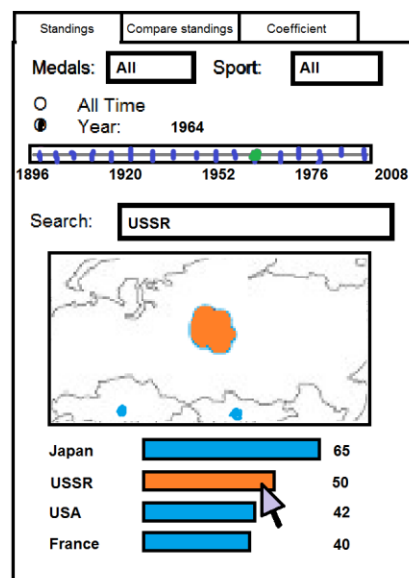 Standings Compare standings Coefficient
Medals: All Sport: All
All Time
Year: 1964
1896 1920 1952 1976 2008
Search: USSR
Japan 65
USSR 50
USA 42
France 40